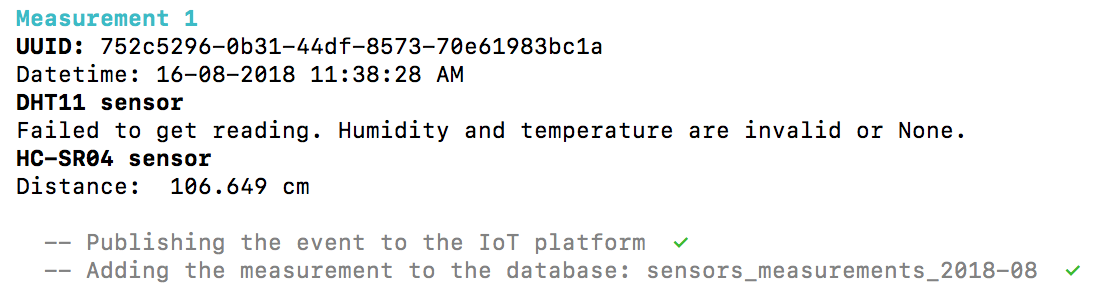 Measurement 1
UUID: 752c5296-0b31-44df-8573-70e61983bc1a
Datetime: 16-08-2018 11:38:28 AM
DHT11 sensor
Failed to get reading. Humidity and temperature are invalid or None.
HC-SR04 sensor
Distance:  106.649 cm
-- Publishing the event to the IoT platform ✓
-- Adding the measurement to the database: sensors_measurements_2018-08 ✓